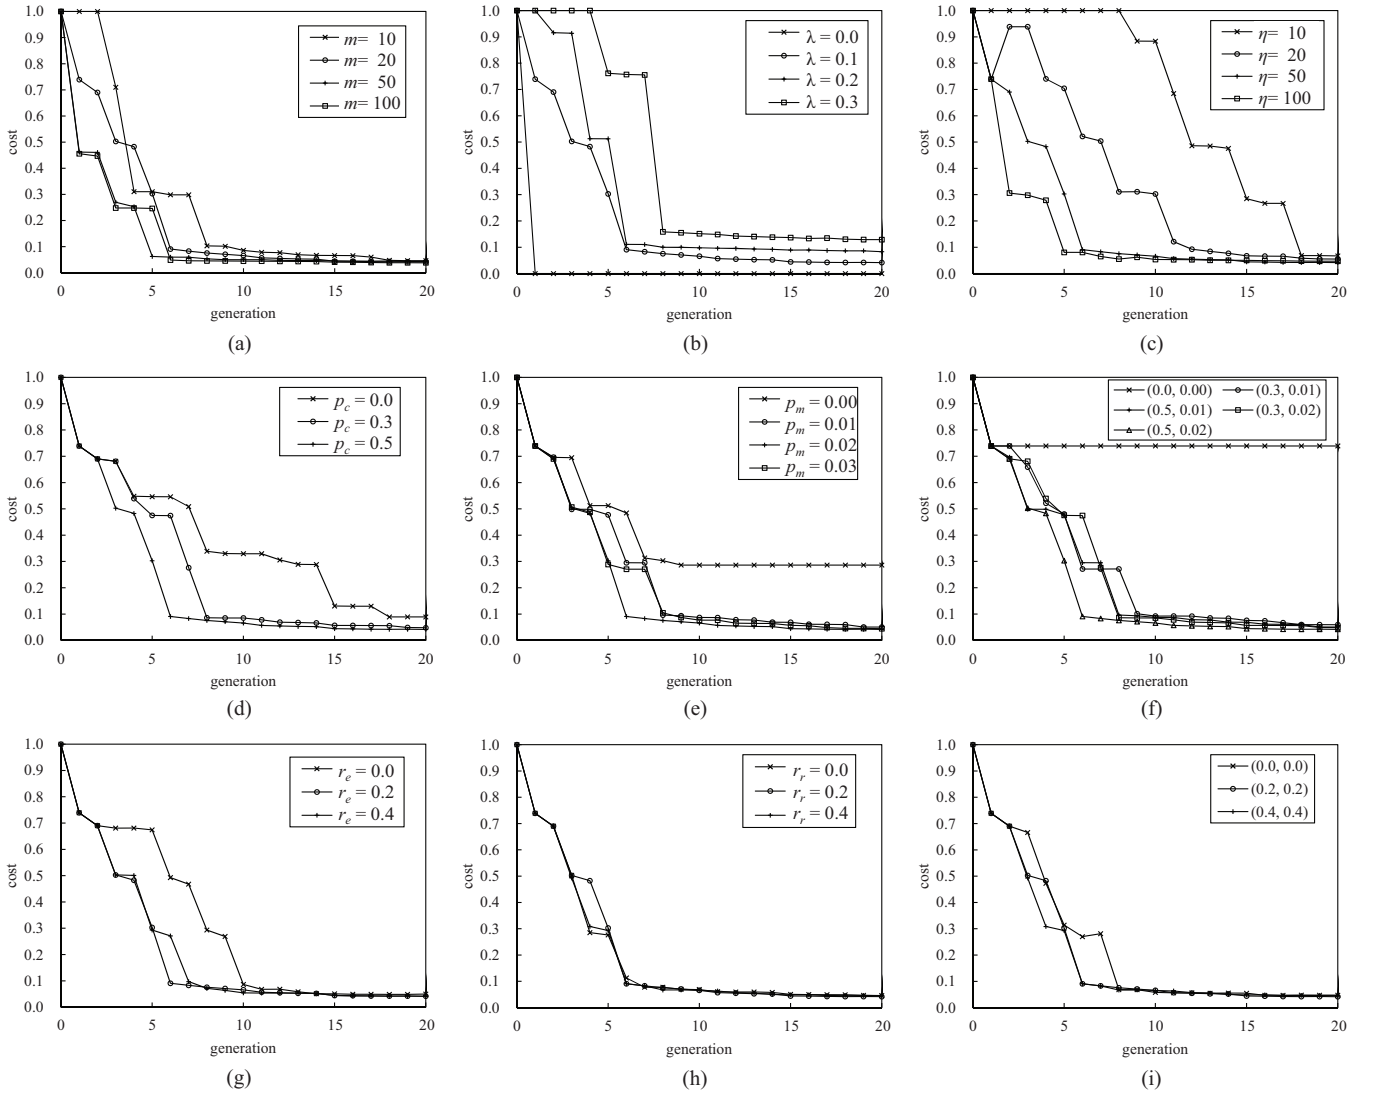 1.0
0.9
0.8
0.7
0.6
0.5
0.4
0.3
0.2
0.1
0.0
cost
m= 10
m= 20
m= 50
m= 100
0 5 10 15 20
generation
(a)
1.0
0.9
0.8
0.7
0.6
0.5
0.4
0.3
0.2
0.1
0.0
cost
λ = 0.0
λ = 0.1
λ = 0.2
λ = 0.3
0 5 10 15 20
generation
(b)
1.0
0.9
0.8
0.7
0.6
0.5
0.4
0.3
0.2
0.1
0.0
cost
η= 10
η= 20
η= 50
η= 100
0 5 10 15 20
generation
(c)
1.0
0.9
0.8
0.7
0.6
0.5
0.4
0.3
0.2
0.1
0.0
cost
pc = 0.0
pc = 0.3
pc = 0.5
0 5 10 15 20
generation
(d)
1.0
0.9
0.8
0.7
0.6
0.5
0.4
0.3
0.2
0.1
0.0
cost
pm = 0.00
pm = 0.01
pm = 0.02
pm = 0.03
0 5 10 15 20
generation
(e)
1.0
0.9
0.8
0.7
0.6
0.5
0.4
0.3
0.2
0.1
0.0
cost
(0.0, 0.00) (0.3, 0.01)
(0.5, 0.01) (0.3, 0.02)
(0.5, 0.02)
0 5 10 15 20
generation
(f)
1.0
0.9
0.8
0.7
0.6
0.5
0.4
0.3
0.2
0.1
0.0
cost
re = 0.0
re = 0.2
re = 0.4
0 5 10 15 20
generation
(g)
1.0
0.9
0.8
0.7
0.6
0.5
0.4
0.3
0.2
0.1
0.0
cost
rr = 0.0
rr = 0.2
rr = 0.4
0 5 10 15 20
generation
(h)
1.0
0.9
0.8
0.7
0.6
0.5
0.4
0.3
0.2
0.1
0.0
cost
(0.0, 0.0)
(0.2, 0.2)
(0.4, 0.4)
0 5 10 15 20
generation
(i)